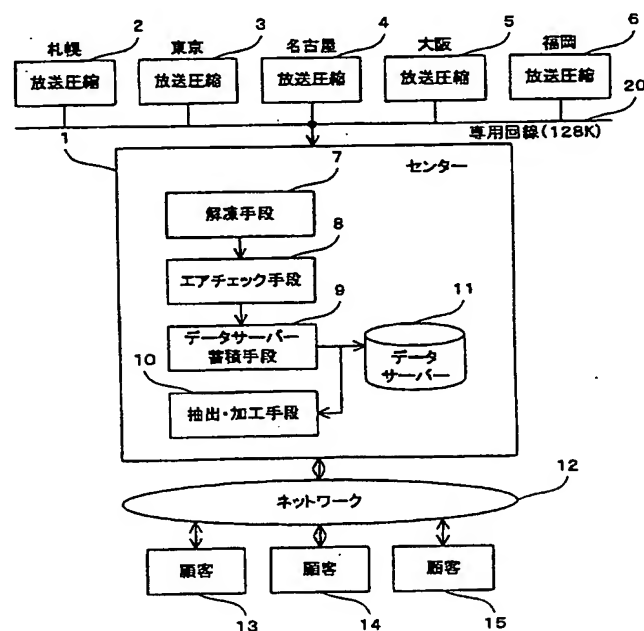 2 3 4 5 6
札幌 東京 名古屋 大阪 福岡
放送圧縮 放送圧縮 放送圧縮 放送圧縮 放送圧縮
20
専用回線(128K)
1
センター
7
解凍手段
8
エアチェック手段
9
11
データサーバー
蓄積手段
データ
サーバー
10
抽出・加工手段
12
ネットワーク
顧客 顧客 顧客
13 14 15